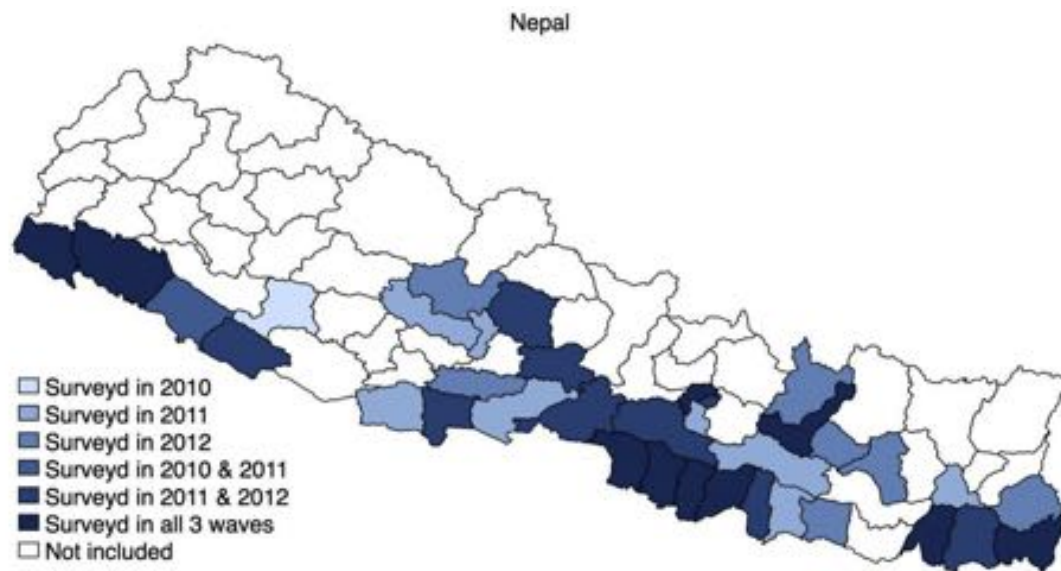 Nepal
Surveyd in 2010
Surveyd in 2011
Surveyd in 2012
Surveyd in 2010 & 2011
Surveyd in 2011 & 2012
Surveyd in all 3 waves
Not included